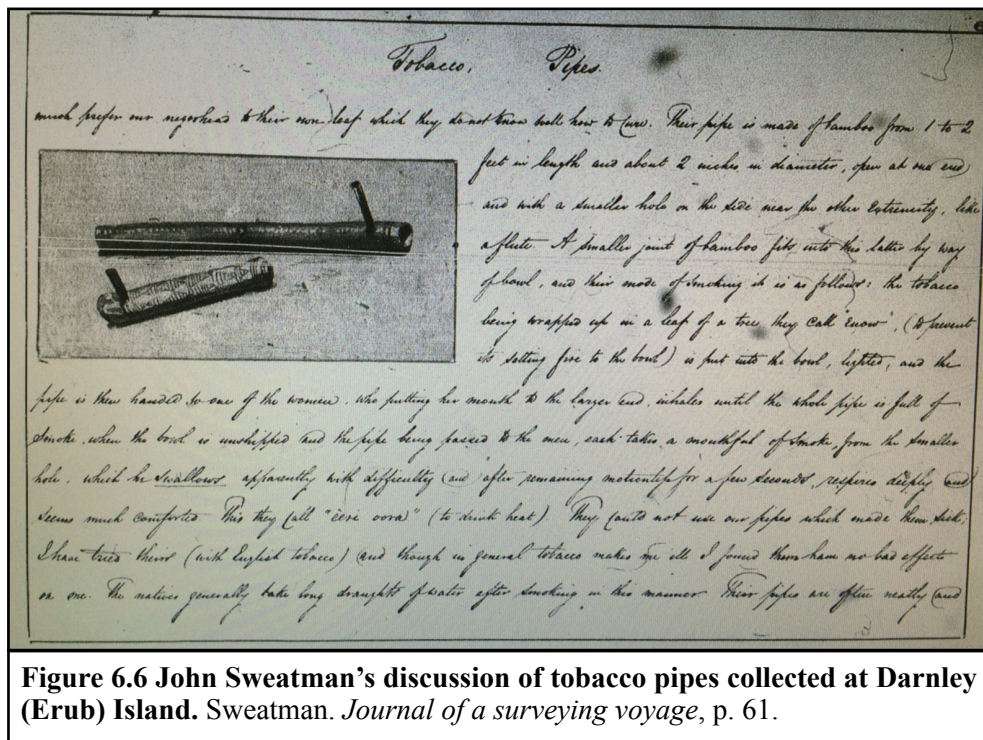 Tobacco, Pipes.
much prefer our negrohead to their own leaf which they do not know well how to cure. Their pipe is made of bamboo from 1 to 2
feet in length and about 2 inches in diameter, open at one end
and with a smaller hole on the side near the other extremity, like
a flute. A smaller joint of bamboo fits into this latter by way
of bowl, and their mode of smoking it is as follows: the tobacco
being wrapped up in a leaf of a tree they call (to prevent
its setting fire to the bowl) is put into the bowl, lighted, and the
pipe is then handed to one of the women, who putting her mouth to the larger end, inhales until the whole pipe is full of
smoke, when the bowl is unshipped and the pipe being passed to the men, each takes a mouthful of smoke, from the smaller
hole, which he swallows apparently with difficulty and after remaining motionless for a few seconds, respires deeply and
seems much comforted. This they call (to drink heat). They could not use our pipes which made them sick;
I have tried theirs (with English tobacco) and though in general tobacco makes me ill I found them have no bad effects
on me. The natives generally take long draughts of water after smoking in this manner. Their pipes are often neatly and
Figure 6.6 John Sweatman’s discussion of tobacco pipes collected at Darnley
(Erub) Island. Sweatman. Journal of a surveying voyage, p. 61.